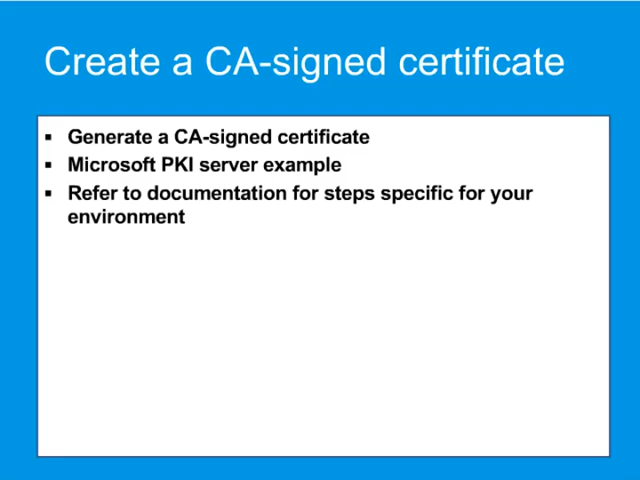 Create a CA-signed certificate
▪ Generate a CA-signed certificate
▪ Microsoft PKI server example
▪ Refer to documentation for steps specific for your
environment